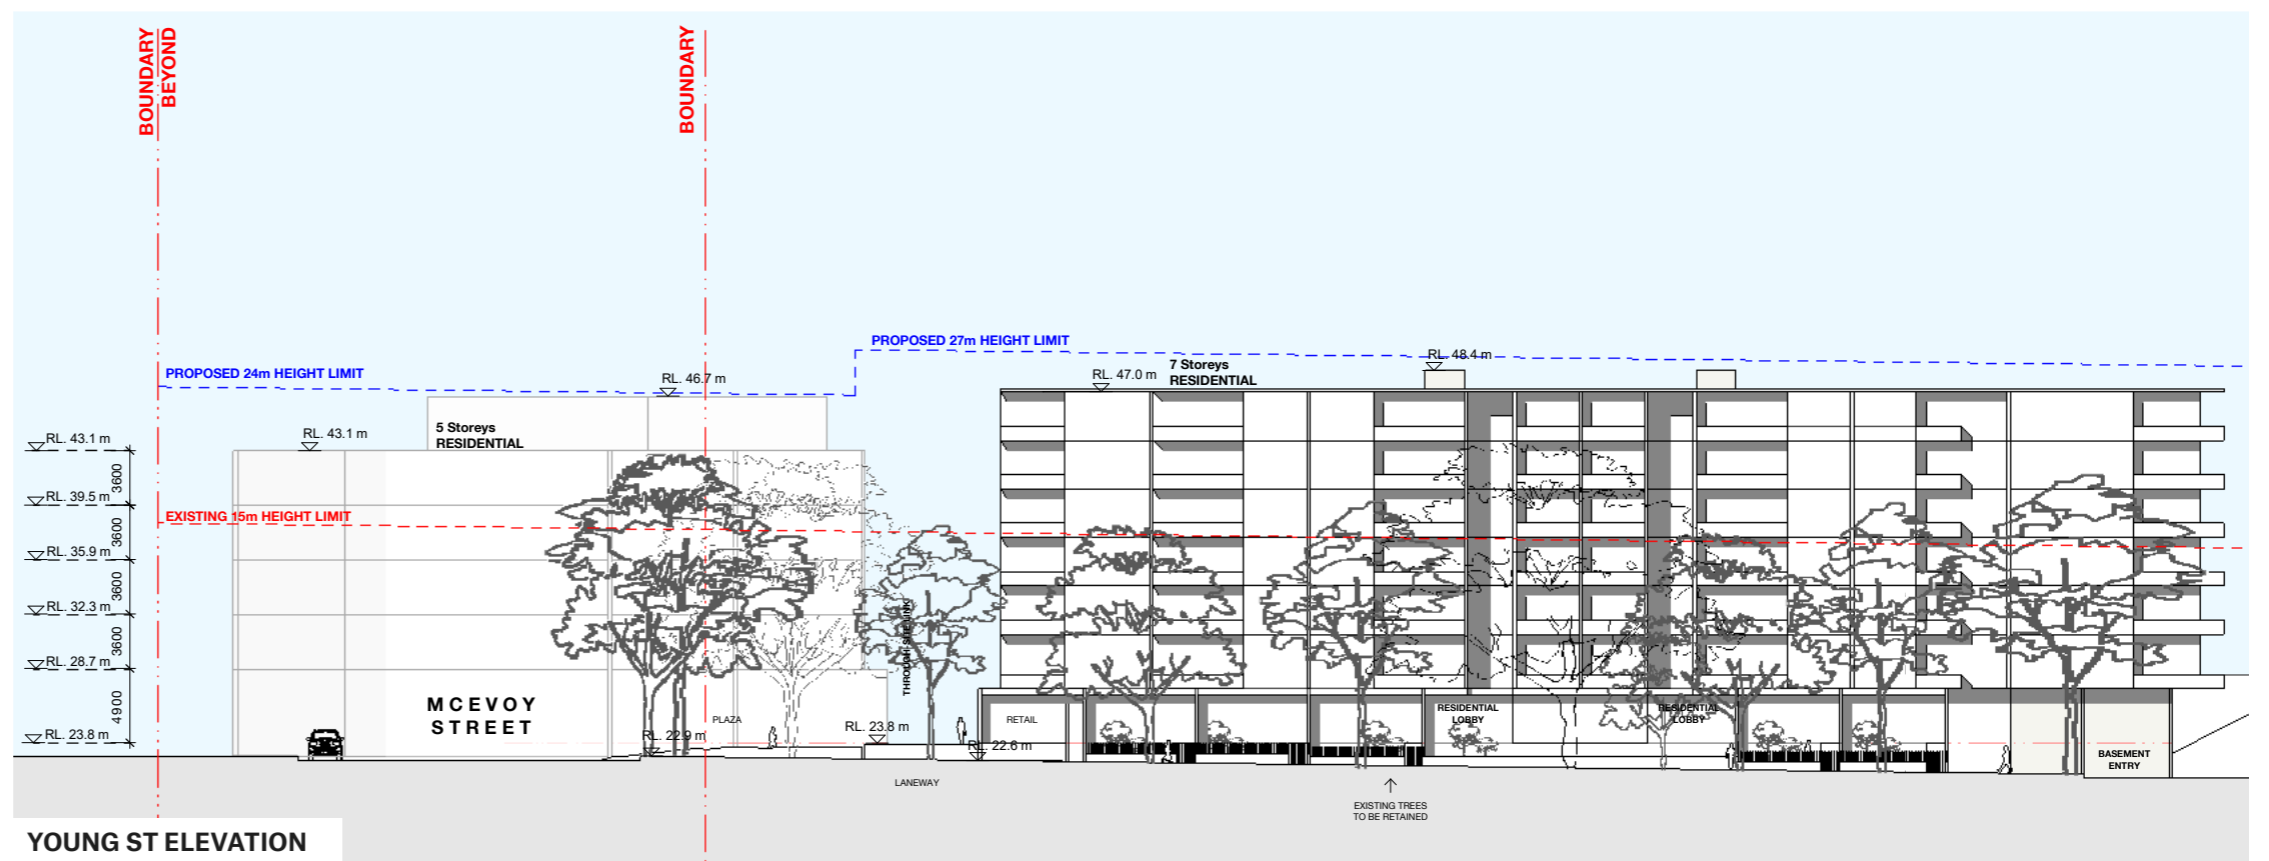 BOUNDARY
BEYOND
BOUNDARY
PROPOSED 27m HEIGHT LIMIT
PROPOSED 24m HEIGHT LIMIT
RL. 48.4 m
7 Storeys
RESIDENTIAL
RL. 47.0 m
RL. 46.7 m
5 Storeys
RESIDENTIAL
RL. 43.1 m
RL. 43.1 m
3600
RL. 39.5 m
EXISTING 15m HEIGHT LIMIT
3600
RL. 35.9 m
3600
RL. 32.3 m
3600
RL. 28.7 m
4900
RL. 23.8 m
MCEVOY
STREET
PLAZA
RL. 22.9 m
RL. 23.8 m
THROUGH SITE LINK
RL. 22.6 m
RETAIL
RESIDENTIAL
LOBBY
RESIDENTIAL
LOBBY
BASEMENT
ENTRY
LANEWAY
EXISTING TREES
TO BE RETAINED
YOUNG ST ELEVATION